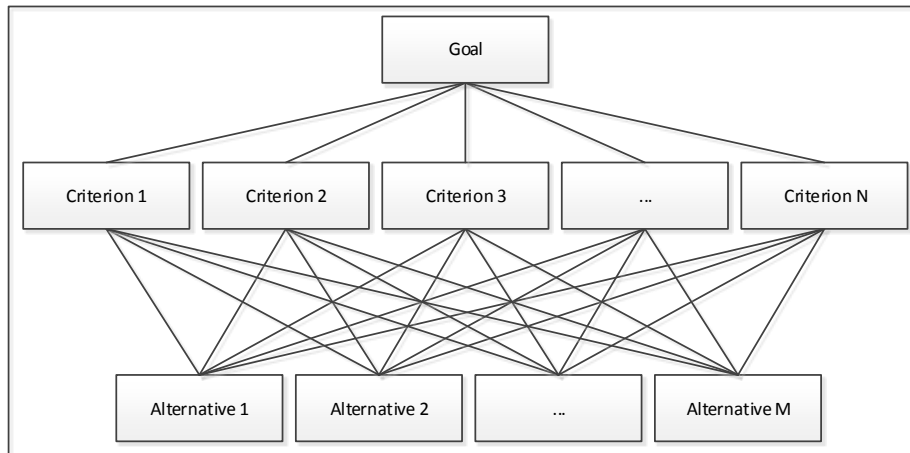 Goal
Criterion 1
Criterion 2
Criterion 3
...
Criterion N
Alternative 1
Alternative 2
...
Alternative M